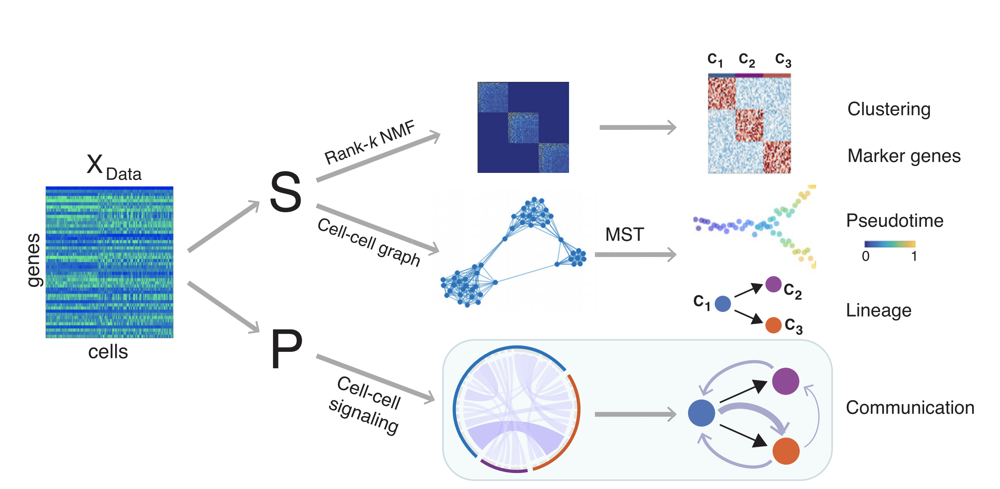 X Data
genes
cells
S
P
Rank-k NMF
Cell-cell graph
Cell-cell
signaling
MST
C1 C2 C3
Clustering
Marker genes
Pseudotime
0 1
C1
C2
C3
Lineage
Communication